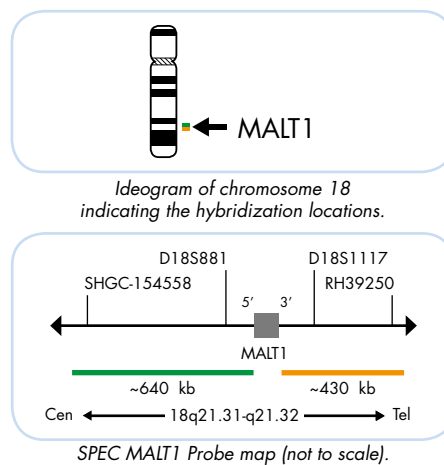 MALT1
Ideogram of chromosome 18
indicating the hybridization locations.
D18S881 D18S1117
SHGC-154558 RH39250
5’ 3’
MALT1
~640 kb ~430 kb
Cen 18q21.31-q21.32 Tel
SPEC MALT1 Probe map (not to scale).